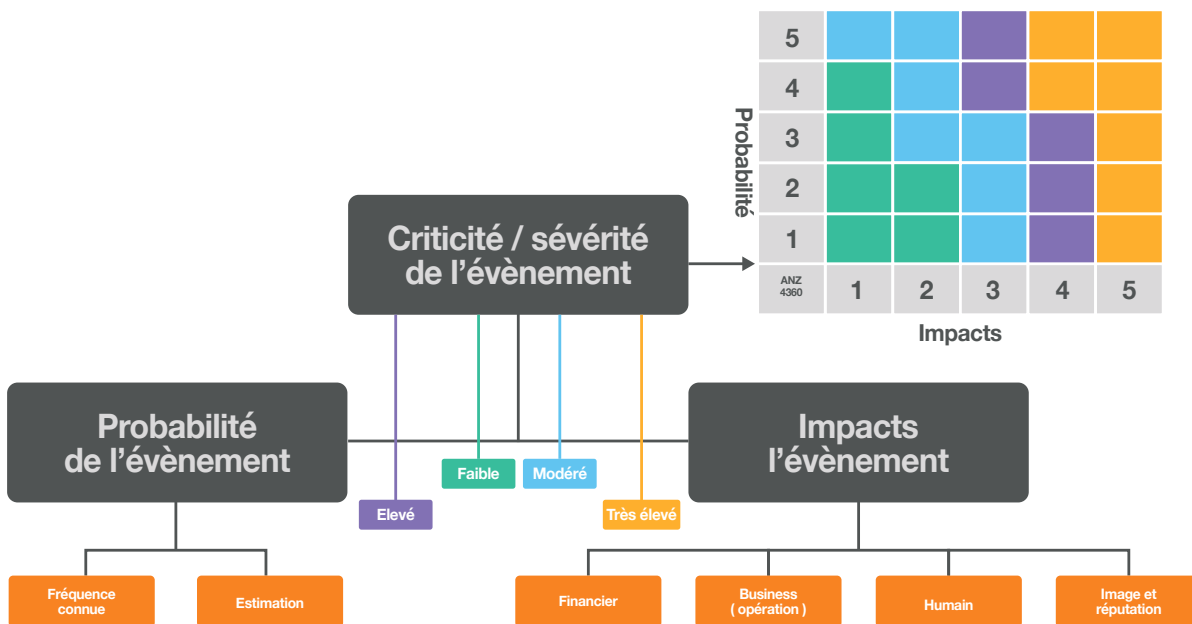 5
4
3
2
1
Probabilité
ANZ
4360
1
2
3
4
5
Impacts
Criticité / sévérité
de l’évènement
Probabilité
de l’évènement
Impacts
l’évènement
Faible
Modéré
Elevé
Très élevé
Fréquence
connue
Estimation
Financier
Business
( opération )
Humain
Image et
réputation